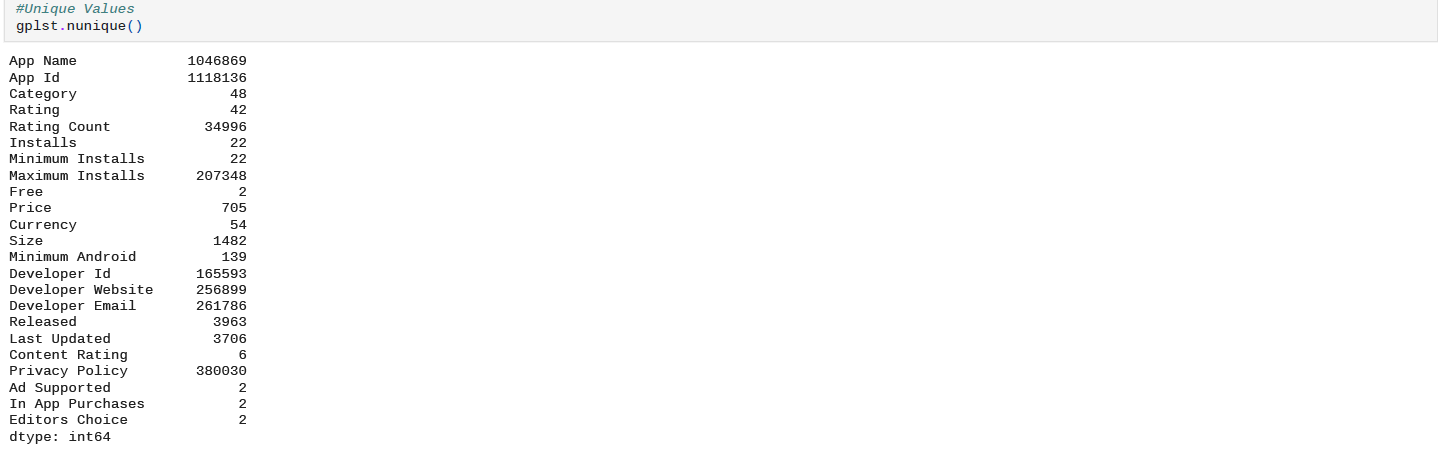 #Unique Values
gplst.nunique()
App Name 1046869
App Id 1118136
Category 48
Rating 42
Rating Count 34996
Installs 22
Minimum Installs 22
Maximum Installs 207348
Free 2
Price 705
Currency 54
Size 1482
Minimum Android 139
Developer Id 165593
Developer Website 256899
Developer Email 261786
Released 3963
Last Updated 3706
Content Rating 6
Privacy Policy 380030
Ad Supported 2
In App Purchases 2
Editors Choice 2
dtype: int64